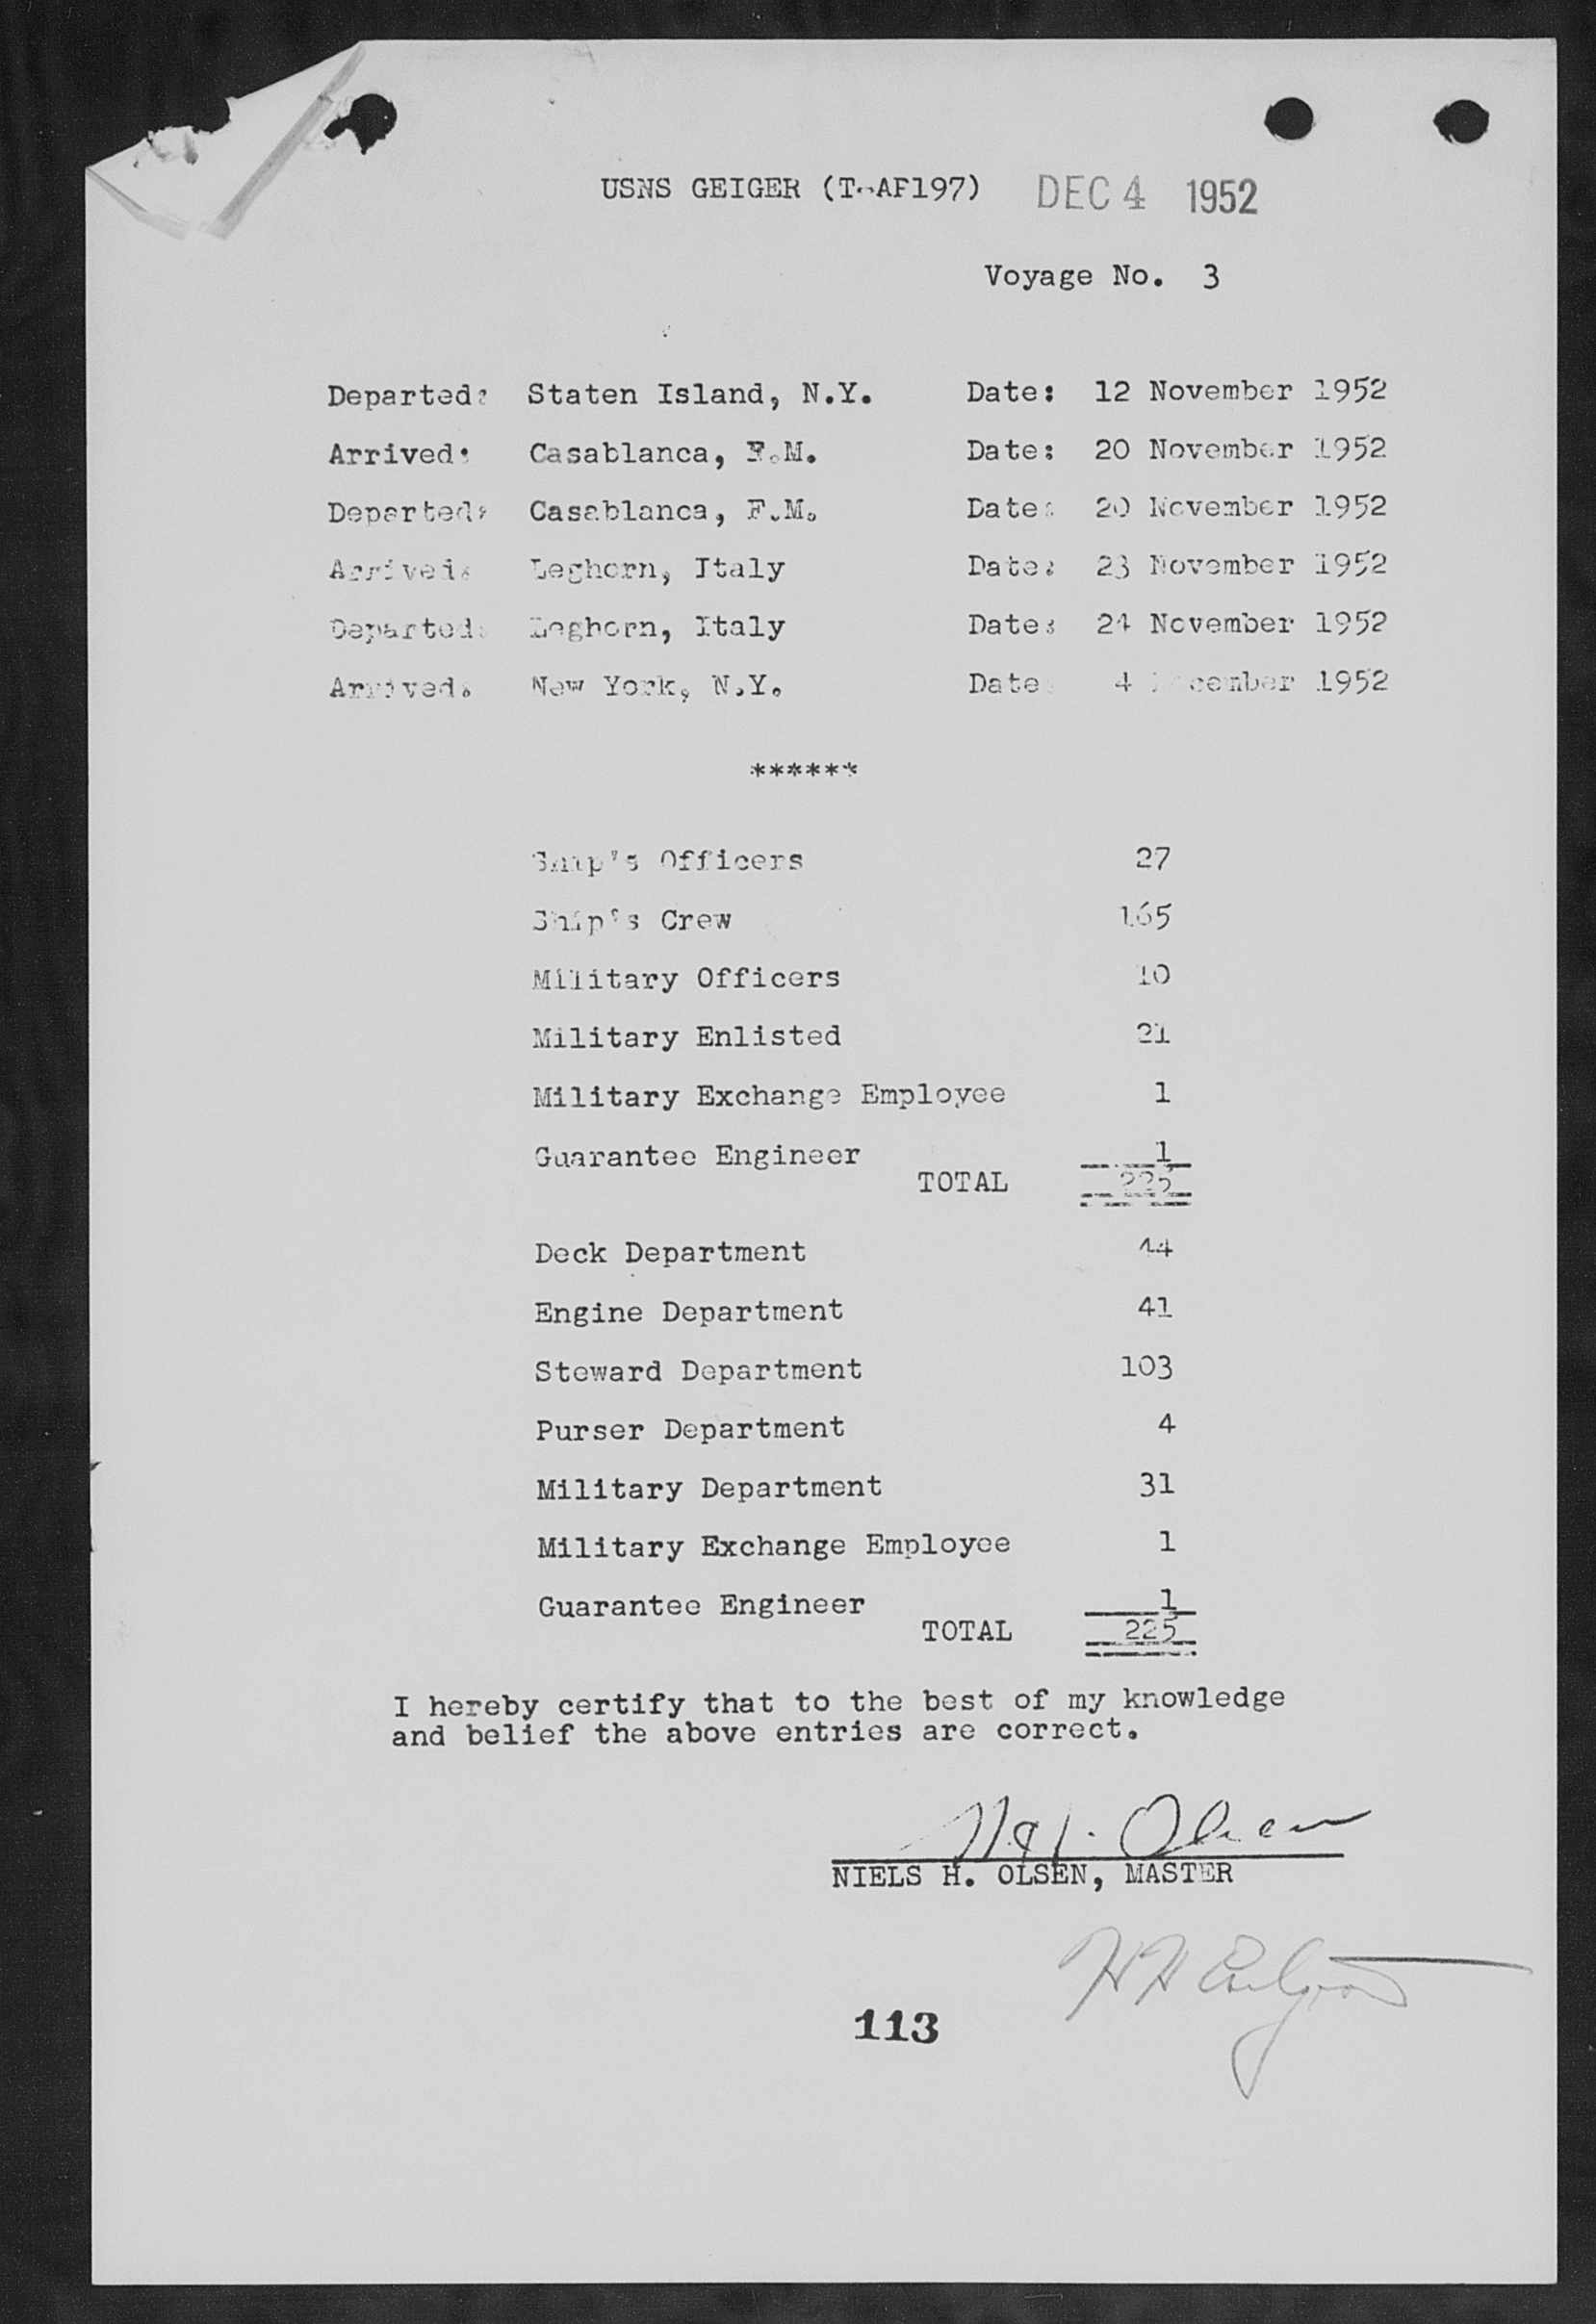 USNS GEIGER (T-AP197) DEC 4 1952
Voyage No. 3
Departed: Staten Island, N.Y. Date: 12 November 1952
Arrived: Casablanca, F.M. Date: 20 November 1952
Departed: Casablanca, F.M. Date: 20 November 1952
Arrived: Leghorn, Italy Date: 23 November 1952
Departed: Leghorn, Italy Date: 24 November 1952
Arrived: New York, N.Y. Date: 4 December 1952
******
Ship's Officers 27
Ship's Crew 165
Military Officers 10
Military Enlisted 21
Military Exchange Employee 1
Guarantee Engineer 1
TOTAL 225
Deck Department 44
Engine Department 41
Steward Department 103
Purser Department 4
Military Department 31
Military Exchange Employee 1
Guarantee Engineer 1
TOTAL 225
I hereby certify that to the best of my knowledge
and belief the above entries are correct.
N.H. Olsen
NIELS H. OLSEN, MASTER
113